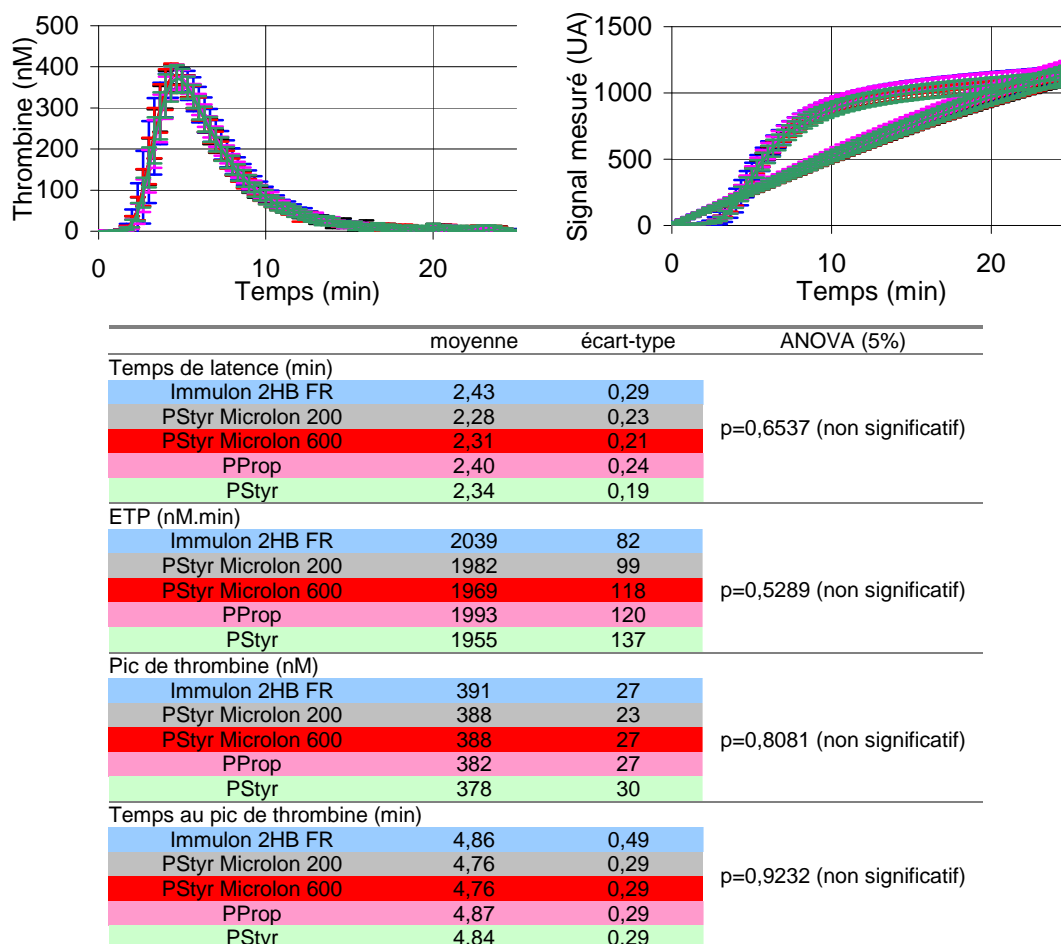 Thrombine (nM)
500
400
300
200
100
0
0 10 20
Temps (min)
Signal mesuré (UA)
1500
1000
500
0
0 10 20
Temps (min)
moyenne écart-type ANOVA (5%)
Temps de latence (min)
Immulon 2HB FR 2,43 0,29
PStyr Microlon 200 2,28 0,23
PStyr Microlon 600 2,31 0,21
p=0,6537 (non significatif)
PProp 2,40 0,24
PStyr 2,34 0,19
ETP (nM.min)
Immulon 2HB FR 2039 82
PStyr Microlon 200 1982 99
PStyr Microlon 600 1969 118
p=0,5289 (non significatif)
PProp 1993 120
PStyr 1955 137
Pic de thrombine (nM)
Immulon 2HB FR 391 27
PStyr Microlon 200 388 23
PStyr Microlon 600 388 27
p=0,8081 (non significatif)
PProp 382 27
PStyr 378 30
Temps au pic de thrombine (min)
Immulon 2HB FR 4,86 0,49
PStyr Microlon 200 4,76 0,29
PStyr Microlon 600 4,76 0,29
p=0,9232 (non significatif)
PProp 4,87 0,29
PStyr 4,84 0,29